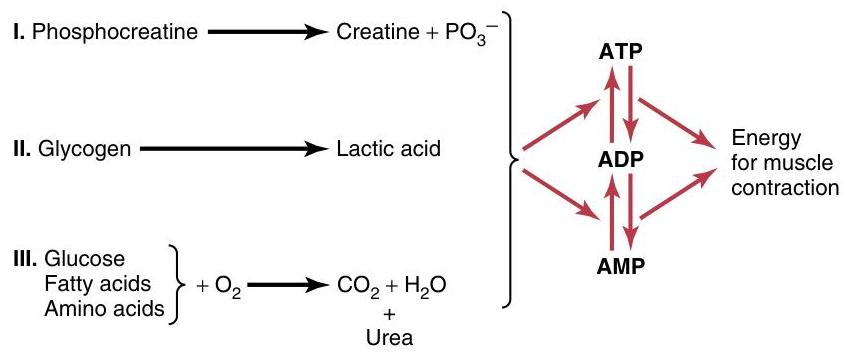 I. Phosphocreatine Creatine + PO₃⁻
II. Glycogen Lactic acid
III. Glucose
Fatty acids
Amino acids
+ O₂ CO₂ + H₂O
+
Urea
ATP
ADP
AMP
Energy
for muscle
contraction